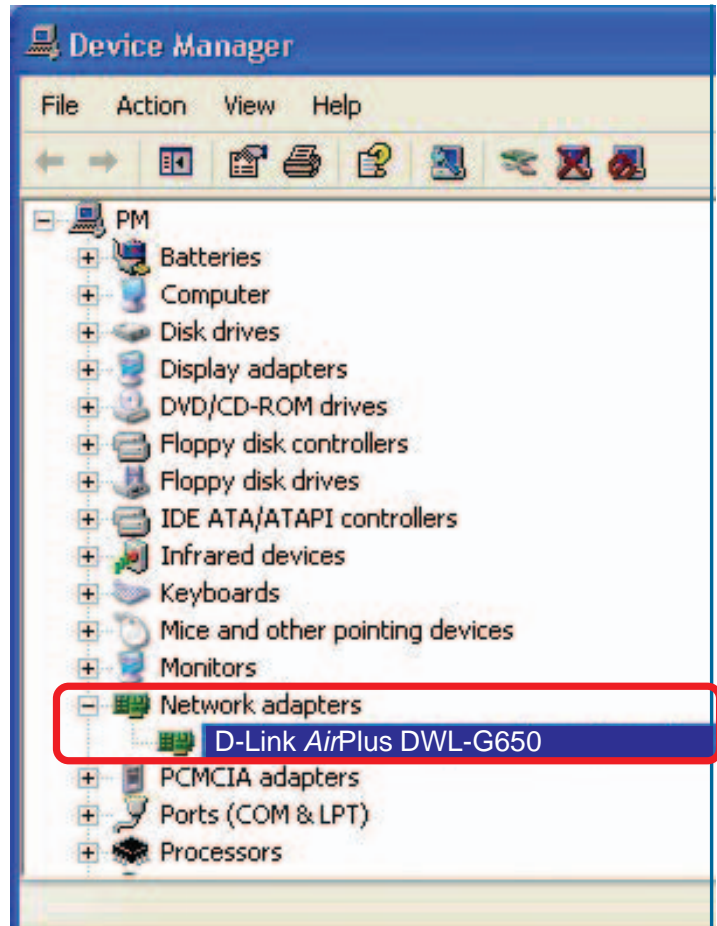 Device Manager
File Action View Help
PM
Batteries
Computer
Disk drives
Display adapters
DVD/CD-ROM drives
Floppy disk controllers
Floppy disk drives
IDE ATA/ATAPI controllers
Infrared devices
Keyboards
Mice and other pointing devices
Monitors
Network adapters
D-Link AirPlus DWL-G650
PCMCIA adapters
Ports (COM & LPT)
Processors